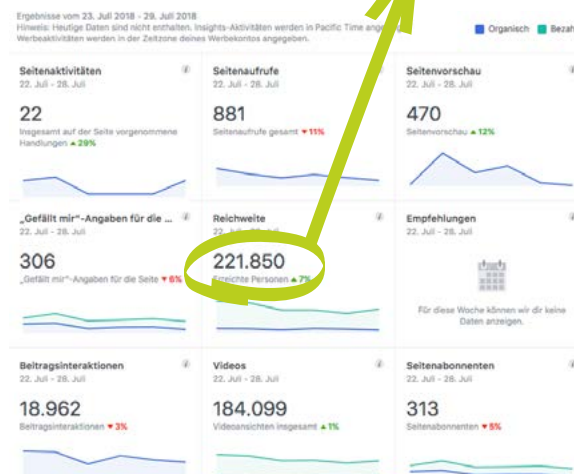 Ergebnisse vom 23. Juli 2018 - 29. Juli 2018
Hinweis: Heutige Daten sind nicht enthalten. Insights-Aktivitäten werden in Pacific Time
Werbeaktivitäten werden in der Zeitzone deines Werbekontos angegeben.
Organisch
Seitenaktivitäten
22. Juli - 28. Juli
22
Insgesamt auf der Seite vorgenommene
Handlungen ▲ 29%
Seitenaufrufe
22. Juli - 28. Juli
881
Seitenaufrufe gesamt ▼ 11%
Seitenvorschau
22. Juli - 28. Juli
470
Seitenvorschau ▲ 12%
„Gefällt mir"-Angaben für die ...
22. Juli - 28. Juli
306
„Gefällt mir"-Angaben für die Seite ▼ 6%
Reichweite
221.850
Erreichte Personen ▲ 7%
Empfehlungen
22. Juli - 28. Juli
Für diese Woche können wir dir keine
Daten anzeigen.
Beitragsinteraktionen
22. Juli - 28. Juli
18.962
Beitragsinteraktionen ▼ 3%
Videos
22. Juli - 28. Juli
184.099
Videoansichten insgesamt ▲ 1%
Seitenabonnenten
22. Juli - 28. Juli
313
Seitenabonnenten ▼ 5%